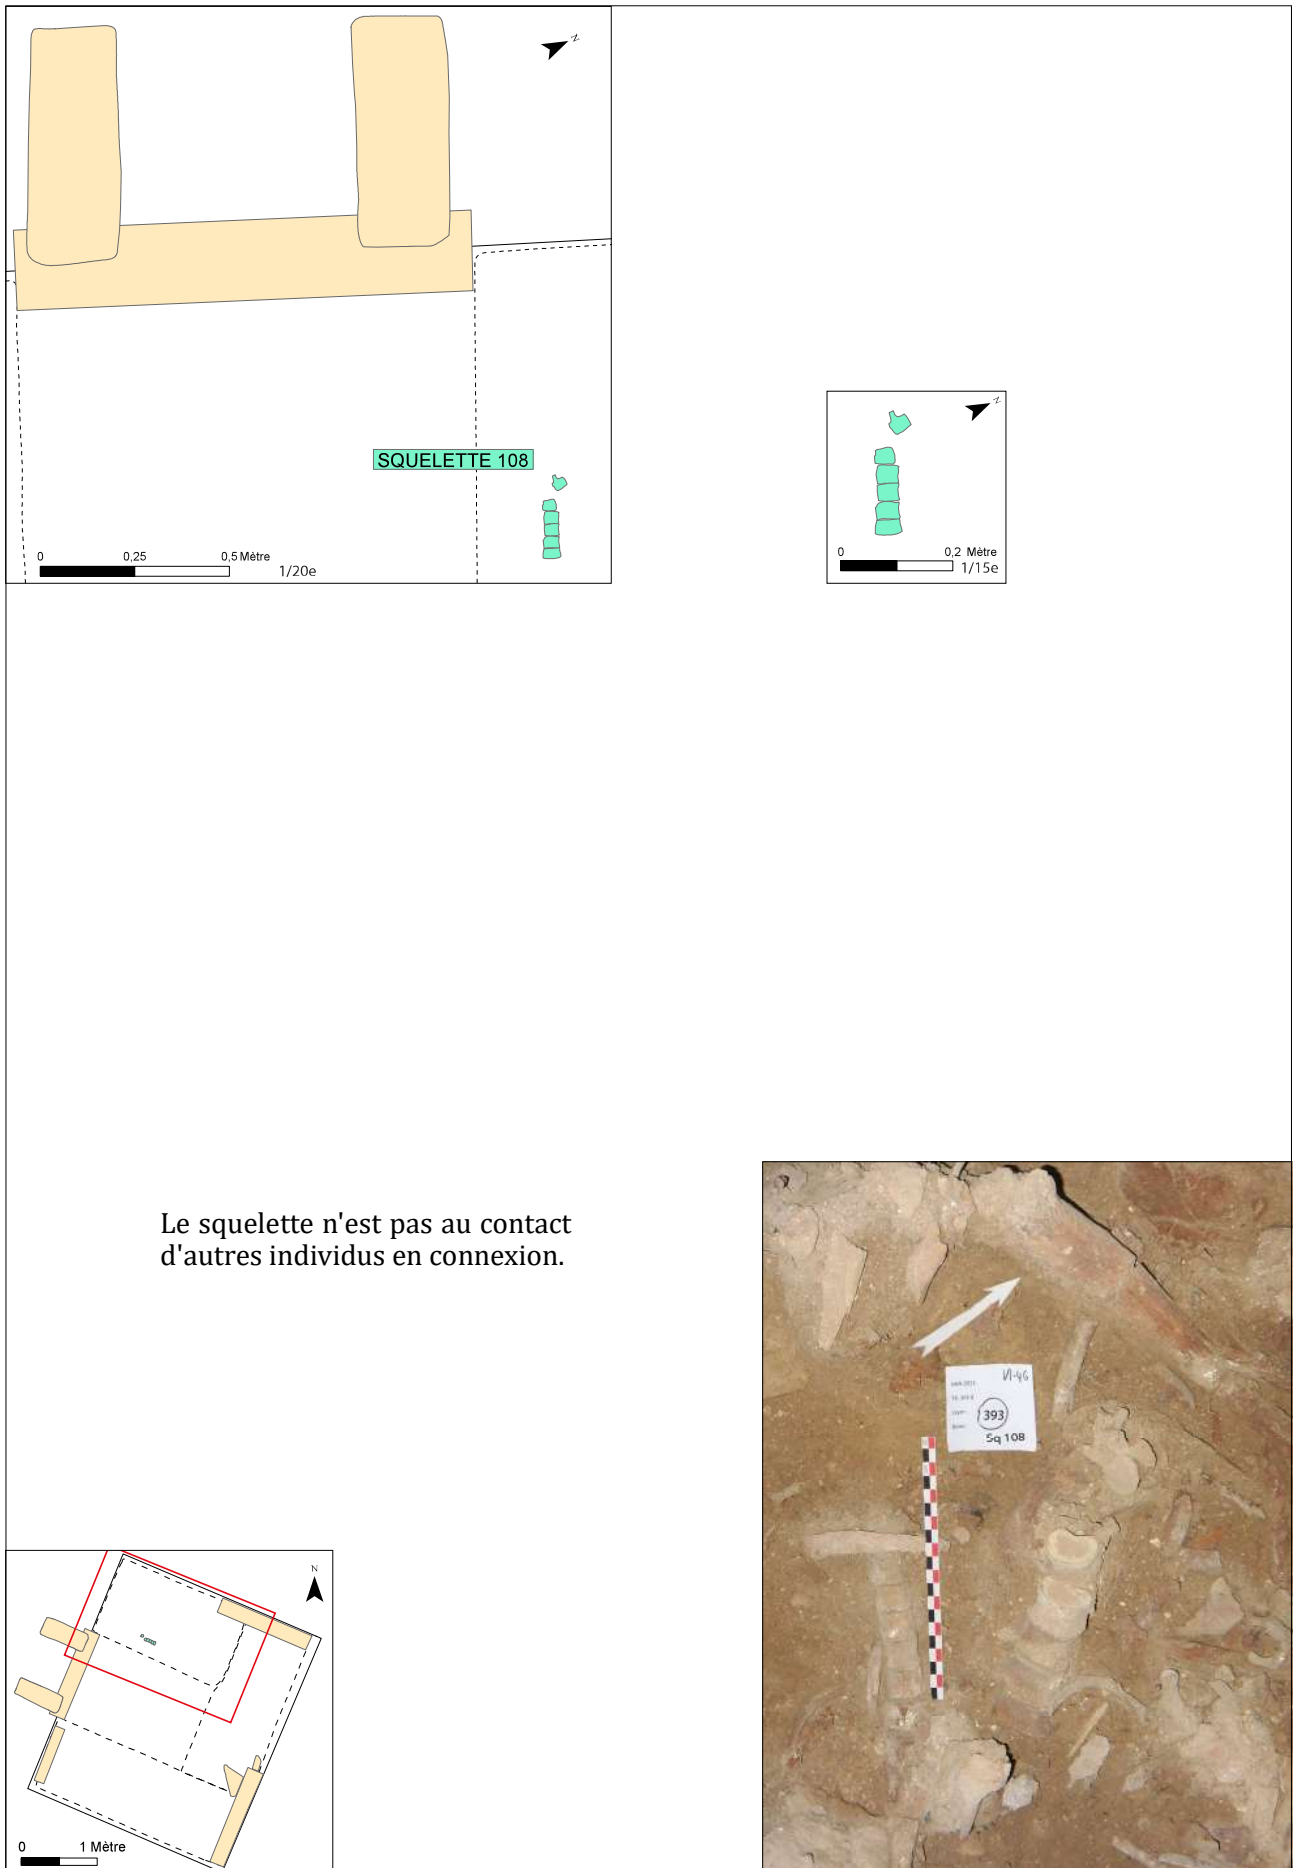 N
SQUELETTE 108
0 0,25 0,5 Mètre
1/20e
N
0 0,2 Mètre
1/15e
Le squelette n'est pas au contact
d'autres individus en connexion.
393
Sq 108
N
0 1 Mètre